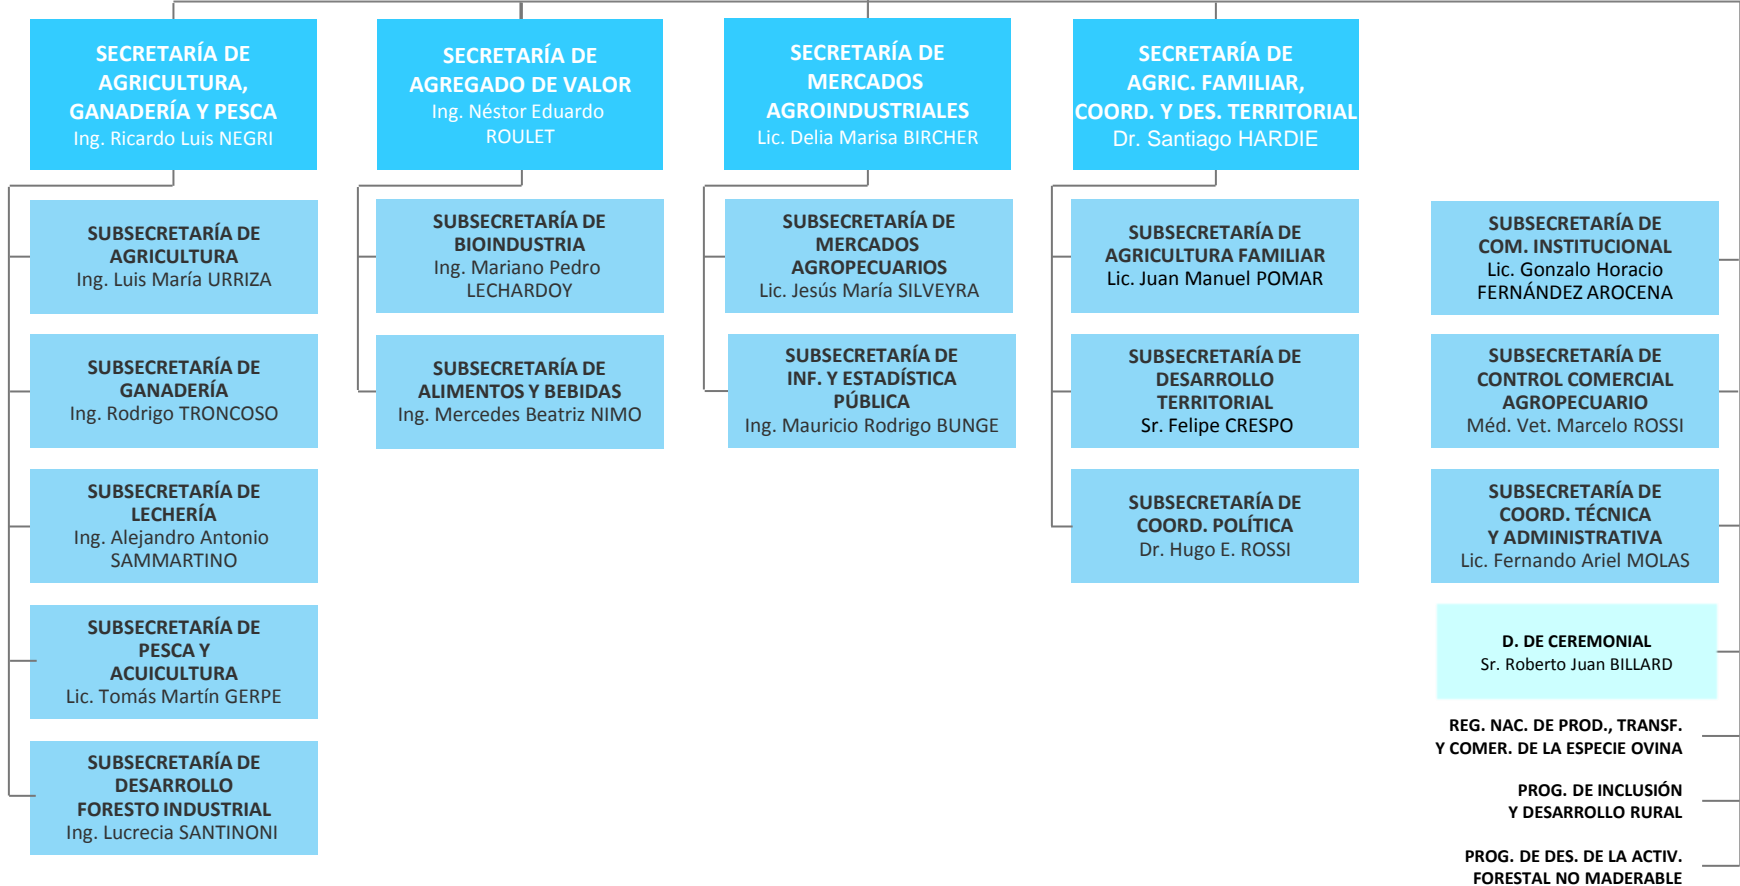 SECRETARÍA DE
AGRICULTURA,
GANADERÍA Y PESCA
Ing. Ricardo Luis NEGRI
SUBSECRETARÍA DE
AGRICULTURA
Ing. Luis María URRIZA
SUBSECRETARÍA DE
GANADERÍA
Ing. Rodrigo TRONCOSO
SUBSECRETARÍA DE
LECHERÍA
Ing. Alejandro Antonio
SAMMARTINO
SUBSECRETARÍA DE
PESCA Y
ACUICULTURA
Lic. Tomás Martín GERPE
SUBSECRETARÍA DE
DESARROLLO
FORESTO INDUSTRIAL
Ing. Lucrecia SANTINONI
SECRETARÍA DE
AGREGADO DE VALOR
Ing. Néstor Eduardo
ROULET
SUBSECRETARÍA DE
BIOINDUSTRIA
Ing. Mariano Pedro
LECHARDOY
SUBSECRETARÍA DE
ALIMENTOS Y BEBIDAS
Ing. Mercedes Beatriz NIMO
SECRETARÍA DE
MERCADOS
AGROINDUSTRIALES
Lic. Delia Marisa BIRCHER
SUBSECRETARÍA DE
MERCADOS
AGROPECUARIOS
Lic. Jesús María SILVEYRA
SUBSECRETARÍA DE
INF. Y ESTADÍSTICA
PÚBLICA
Ing. Mauricio Rodrigo BUNGE
SECRETARÍA DE
AGRIC. FAMILIAR,
COORD. Y DES. TERRITORIAL
Dr. Santiago HARDIE
SUBSECRETARÍA DE
AGRICULTURA FAMILIAR
Lic. Juan Manuel POMAR
SUBSECRETARÍA DE
DESARROLLO
TERRITORIAL
Sr. Felipe CRESPO
SUBSECRETARÍA DE
COORD. POLÍTICA
Dr. Hugo E. ROSSI
SUBSECRETARÍA DE
COM. INSTITUCIONAL
Lic. Gonzalo Horacio
FERNÁNDEZ AROCENA
SUBSECRETARÍA DE
CONTROL COMERCIAL
AGROPECUARIO
Méd. Vet. Marcelo ROSSI
SUBSECRETARÍA DE
COORD. TÉCNICA
Y ADMINISTRATIVA
Lic. Fernando Ariel MOLAS
D. DE CEREMONIAL
Sr. Roberto Juan BILLARD
REG. NAC. DE PROD., TRANSF.
Y COMER. DE LA ESPECIE OVINA
PROG. DE INCLUSIÓN
Y DESARROLLO RURAL
PROG. DE DES. DE LA ACTIV.
FORESTAL NO MADERABLE